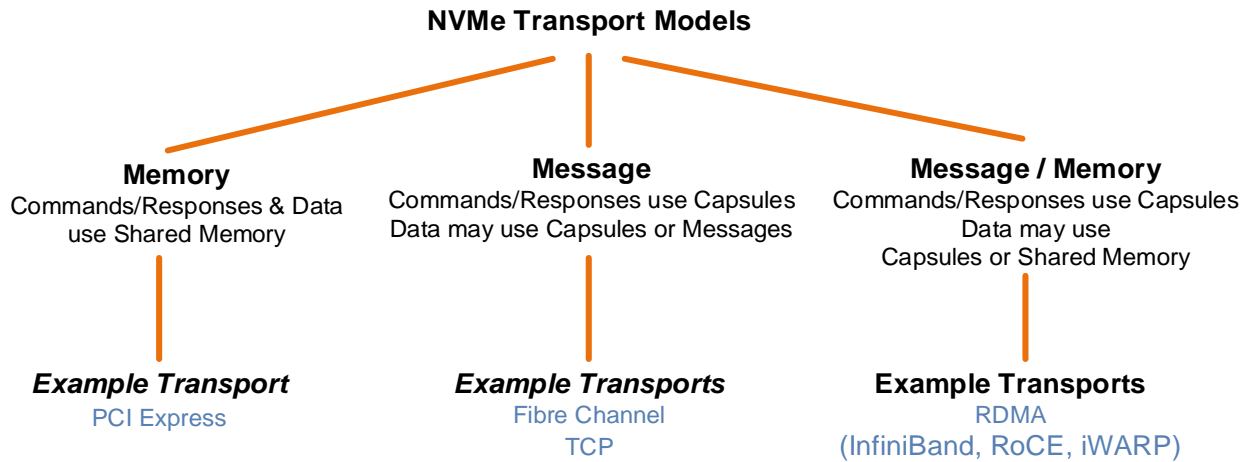 NVMe Transport Models
Memory
Commands/Responses & Data
use Shared Memory
Message
Commands/Responses use Capsules
Data may use Capsules or Messages
Message / Memory
Commands/Responses use Capsules
Data may use
Capsules or Shared Memory
Example Transport
PCI Express
Example Transports
Fibre Channel
TCP
Example Transports
RDMA
(InfiniBand, RoCE, iWARP)